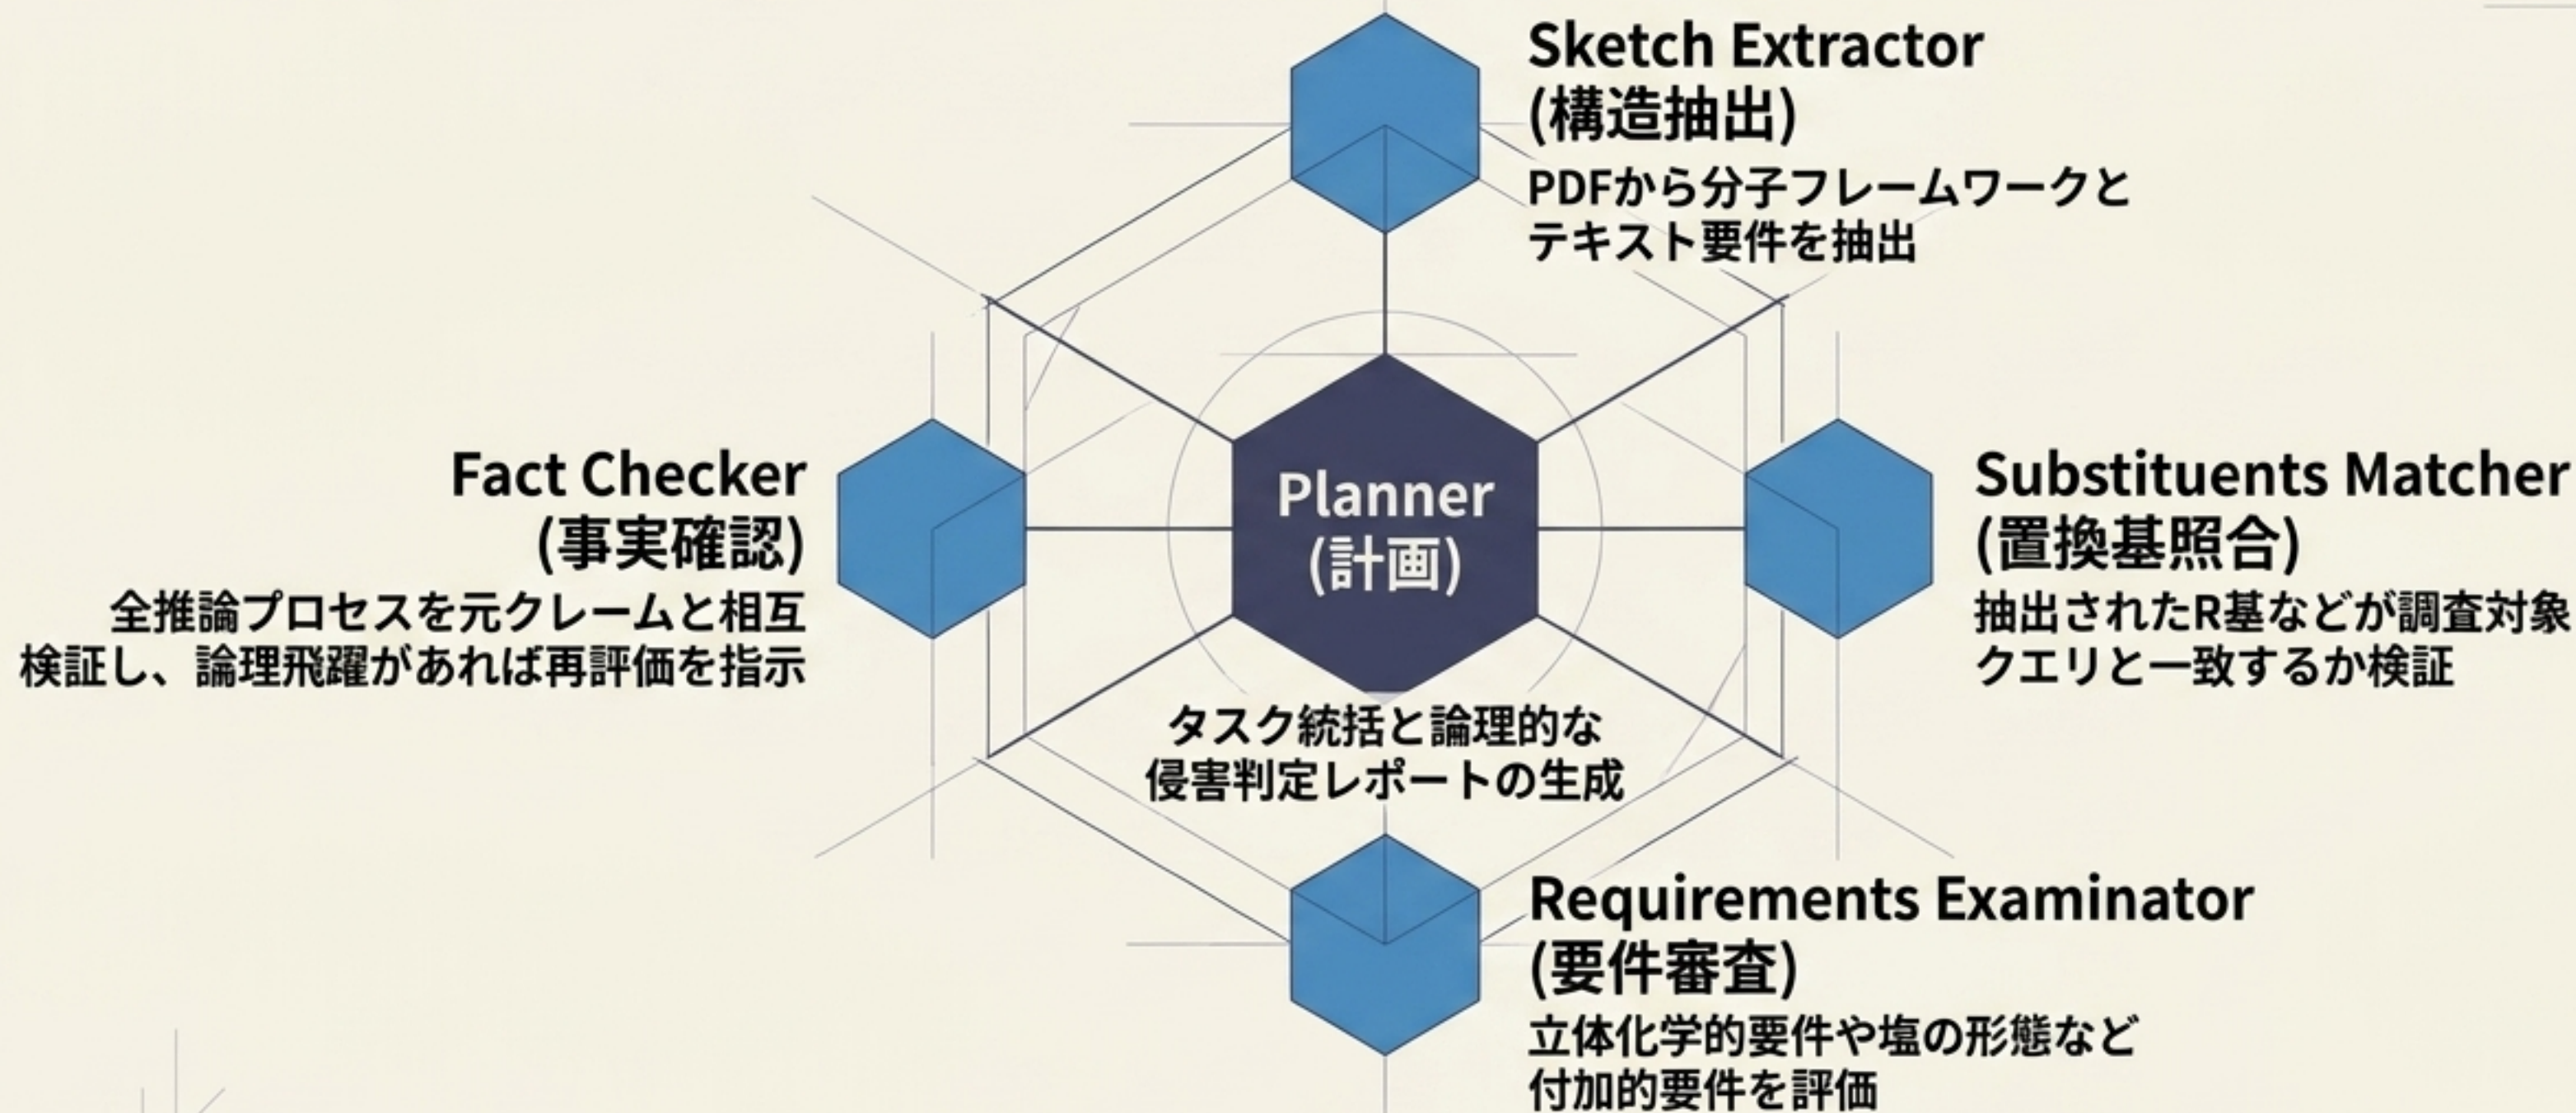 Sketch Extractor
(構造抽出)
PDFから分子フレームワークと
テキスト要件を抽出
Fact Checker
(事実確認)
全推論プロセスを元クレームと相互
検証し、論理飛躍があれば再評価を指示
Planner
(計画)
タスク統括と論理的な
侵害判定レポートの生成
Substituents Matcher
(置換基照合)
抽出されたR基などが調査対象
クエリと一致するか検証
Requirements Examinator
(要件審査)
立体化学的要件や塩の形態など
付加的要件を評価